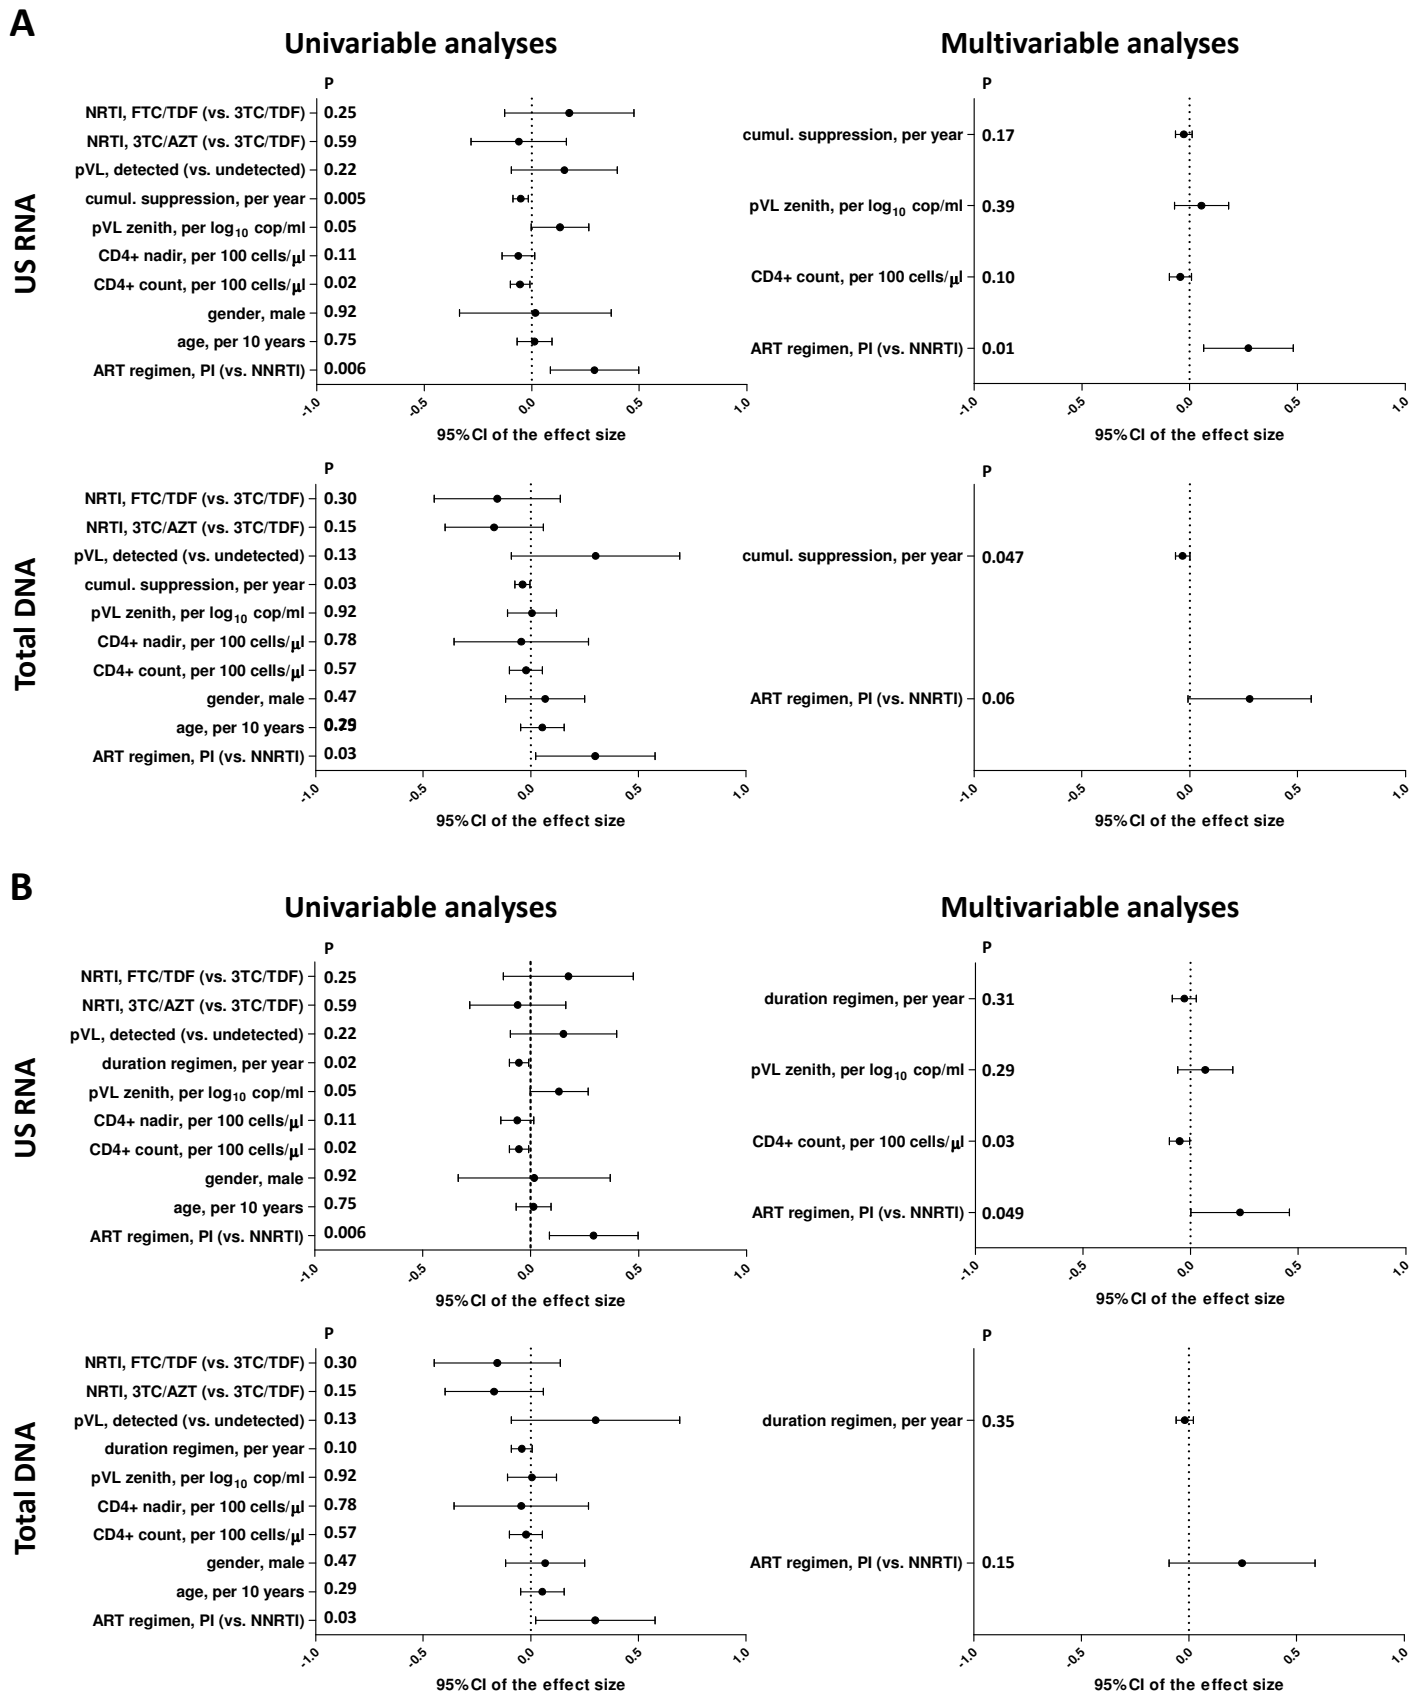 A
Univariable analyses
Multivariable analyses
US RNA
P
NRTI, FTC/TDF (vs. 3TC/TDF) 0.25
NRTI, 3TC/AZT (vs. 3TC/TDF) 0.59
pVL, detected (vs. undetected) 0.22
cumul. suppression, per year 0.005
pVL zenith, per log10 cop/ml 0.05
CD4+ nadir, per 100 cells/μl 0.11
CD4+ count, per 100 cells/μl 0.02
gender, male 0.92
age, per 10 years 0.75
ART regimen, PI (vs. NNRTI) 0.006
-1.0 -0.5 0.0 0.5 1.0
95%CI of the effect size
P
cumul. suppression, per year 0.17
pVL zenith, per log10 cop/ml 0.39
CD4+ count, per 100 cells/μl 0.10
ART regimen, PI (vs. NNRTI) 0.01
-1.0 -0.5 0.0 0.5 1.0
95%CI of the effect size
Total DNA
P
NRTI, FTC/TDF (vs. 3TC/TDF) 0.30
NRTI, 3TC/AZT (vs. 3TC/TDF) 0.15
pVL, detected (vs. undetected) 0.13
cumul. suppression, per year 0.03
pVL zenith, per log10 cop/ml 0.92
CD4+ nadir, per 100 cells/μl 0.78
CD4+ count, per 100 cells/μl 0.57
gender, male 0.47
age, per 10 years 0.29
ART regimen, PI (vs. NNRTI) 0.03
-1.0 -0.5 0.0 0.5 1.0
95%CI of the effect size
P
cumul. suppression, per year 0.047
ART regimen, PI (vs. NNRTI) 0.06
-1.0 -0.5 0.0 0.5 1.0
95%CI of the effect size
B
Univariable analyses
Multivariable analyses
US RNA
P
NRTI, FTC/TDF (vs. 3TC/TDF) 0.25
NRTI, 3TC/AZT (vs. 3TC/TDF) 0.59
pVL, detected (vs. undetected) 0.22
duration regimen, per year 0.02
pVL zenith, per log10 cop/ml 0.05
CD4+ nadir, per 100 cells/μl 0.11
CD4+ count, per 100 cells/μl 0.02
gender, male 0.92
age, per 10 years 0.75
ART regimen, PI (vs. NNRTI) 0.006
-1.0 -0.5 0.0 0.5 1.0
95%CI of the effect size
P
duration regimen, per year 0.31
pVL zenith, per log10 cop/ml 0.29
CD4+ count, per 100 cells/μl 0.03
ART regimen, PI (vs. NNRTI) 0.049
-1.0 -0.5 0.0 0.5 1.0
95%CI of the effect size
Total DNA
P
NRTI, FTC/TDF (vs. 3TC/TDF) 0.30
NRTI, 3TC/AZT (vs. 3TC/TDF) 0.15
pVL, detected (vs. undetected) 0.13
duration regimen, per year 0.10
pVL zenith, per log10 cop/ml 0.92
CD4+ nadir, per 100 cells/μl 0.78
CD4+ count, per 100 cells/μl 0.57
gender, male 0.47
age, per 10 years 0.29
ART regimen, PI (vs. NNRTI) 0.03
-1.0 -0.5 0.0 0.5 1.0
95%CI of the effect size
P
duration regimen, per year 0.35
ART regimen, PI (vs. NNRTI) 0.15
-1.0 -0.5 0.0 0.5 1.0
95%CI of the effect size